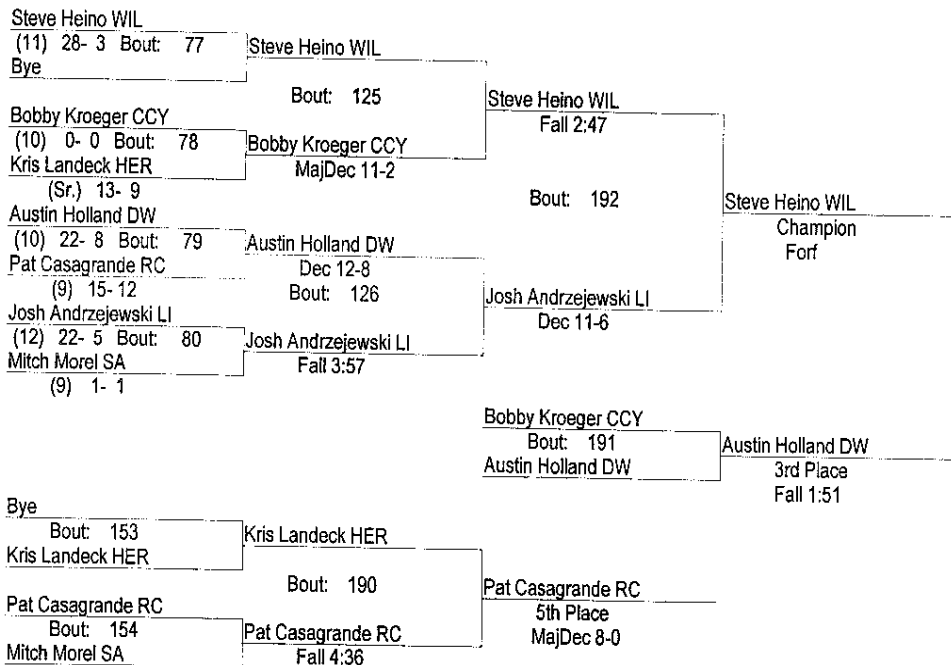 Steve Heino WIL
(11) 28- 3 Bout: 77
Bye
Steve Heino WIL
Bout: 125
Bobby Kroeger CCY
(10) 0- 0 Bout: 78
Kris Landeck HER
(Sr.) 13- 9
Bobby Kroeger CCY
MajDec 11-2
Steve Heino WIL
Fall 2:47
Bout: 192
Austin Holland DW
(10) 22- 8 Bout: 79
Pat Casagrande RC
(9) 15- 12
Austin Holland DW
Dec 12-8
Bout: 126
Josh Andrzejewski LI
(12) 22- 5 Bout: 80
Mitch Morel SA
(9) 1- 1
Josh Andrzejewski LI
Fall 3:57
Josh Andrzejewski LI
Dec 11-6
Steve Heino WIL
Champion
Forf
Bobby Kroeger CCY
Bout: 191
Austin Holland DW
Austin Holland DW
3rd Place
Fall 1:51
Bye
Bout: 153
Kris Landeck HER
Kris Landeck HER
Bout: 190
Pat Casagrande RC
Bout: 154
Mitch Morel SA
Pat Casagrande RC
Fall 4:36
Pat Casagrande RC
5th Place
MajDec 8-0